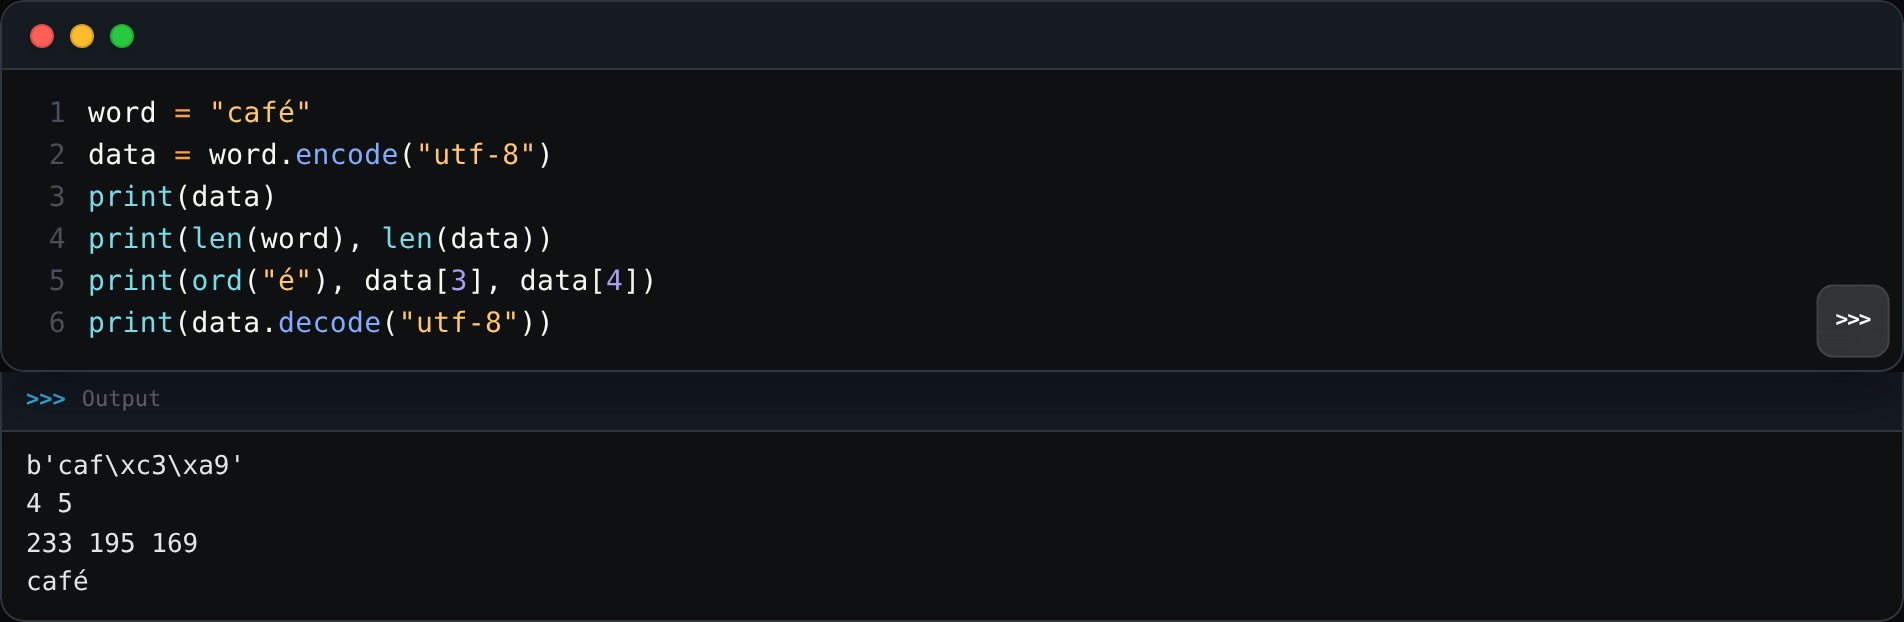 1 word = "café"
2 data = word.encode("utf-8")
3 print(data)
4 print(len(word), len(data))
5 print(ord("é"), data[3], data[4])
6 print(data.decode("utf-8"))
>>>
>>> Output
b'caf\xc3\xa9'
4 5
233 195 169
café